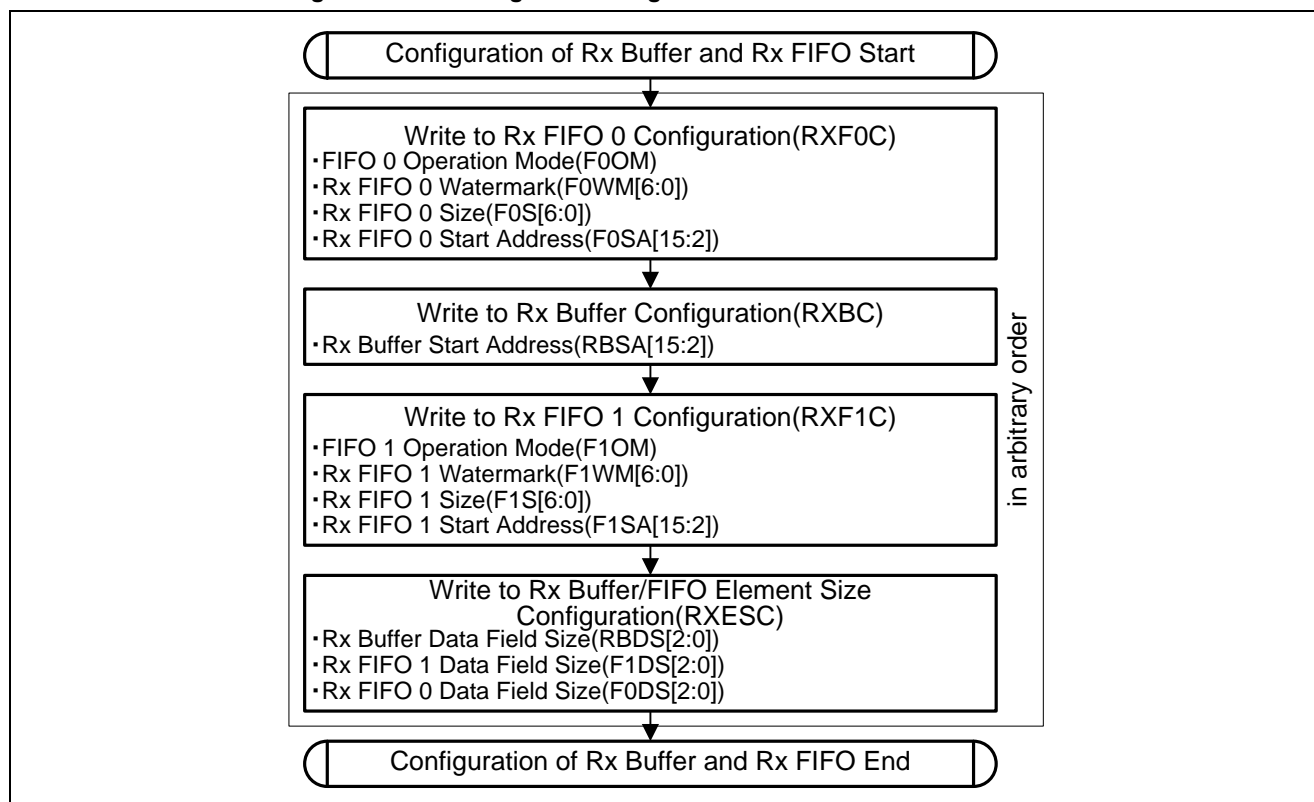 Configuration of Rx Buffer and Rx FIFO Start
Write to Rx FIFO 0 Configuration(RXF0C)
・FIFO 0 Operation Mode(F0OM)
・Rx FIFO 0 Watermark(F0WM[6:0])
・Rx FIFO 0 Size(F0S[6:0])
・Rx FIFO 0 Start Address(F0SA[15:2])
Write to Rx Buffer Configuration(RXBC)
・Rx Buffer Start Address(RBSA[15:2])
Write to Rx FIFO 1 Configuration(RXF1C)
・FIFO 1 Operation Mode(F1OM)
・Rx FIFO 1 Watermark(F1WM[6:0])
・Rx FIFO 1 Size(F1S[6:0])
・Rx FIFO 1 Start Address(F1SA[15:2])
Write to Rx Buffer/FIFO Element Size
Configuration(RXESC)
・Rx Buffer Data Field Size(RBDS[2:0])
・Rx FIFO 1 Data Field Size(F1DS[2:0])
・Rx FIFO 0 Data Field Size(F0DS[2:0])
in arbitrary order
Configuration of Rx Buffer and Rx FIFO End